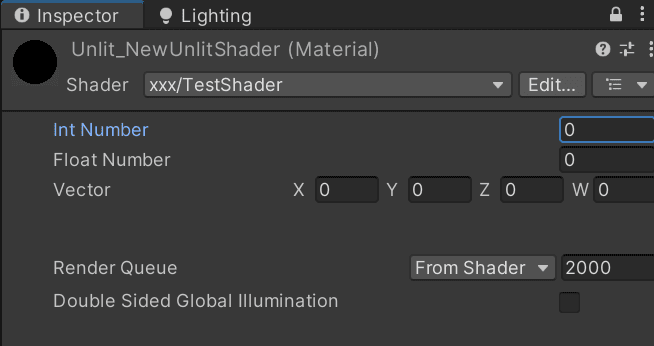 Inspector Lighting
Unlit_NewUnlitShader (Material)
Shader xxx/TestShader Edit...
Int Number 0
Float Number 0
Vector X 0 Y 0 Z 0 W 0
Render Queue From Shader 2000
Double Sided Global Illumination